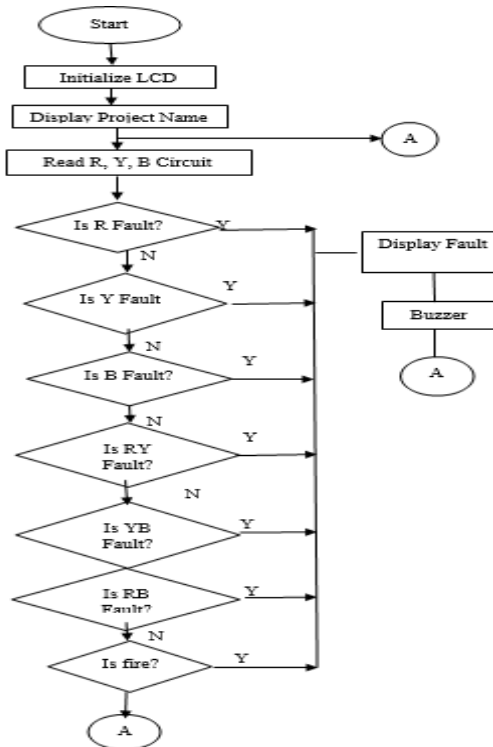 Start
Initialize LCD
Display Project Name
A
Read R, Y, B Circuit
Is R Fault?
Y
N
Display Fault
Is Y Fault
Y
Buzzer
N
A
Is B Fault?
Y
N
Is RY
Fault?
Y
N
Is YB
Fault?
Y
Is RB
Fault?
Y
N
Is fire?
Y
A